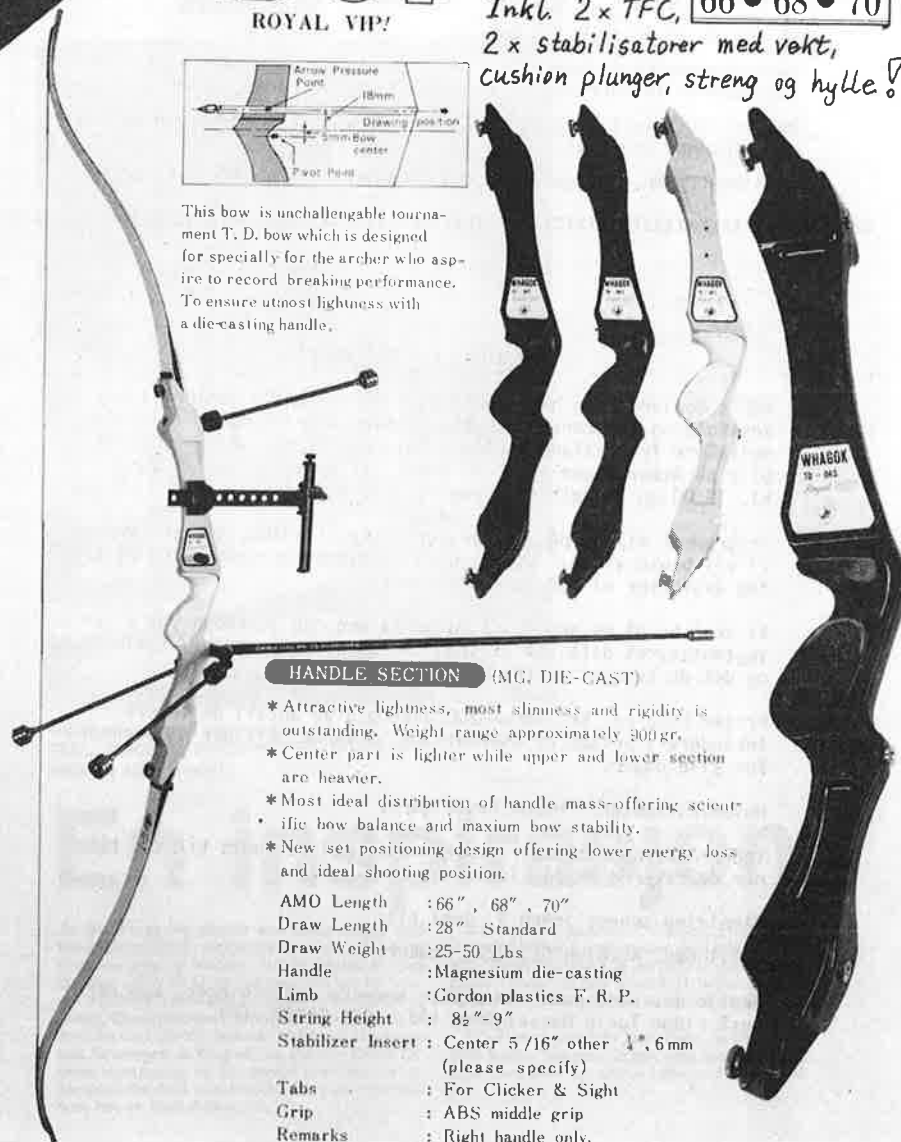 ROYAL VIP!
Inkl. 2 x TFC,
66 • 68 • 70
2 x stabilisatorer med vekt,
cushion plunger, streng og hylle!
Arrow Pressure
Point
18mm
Drawing position
5mm Bow
center
Pivot Point
This bow is unchallengable tourna-
ment T. D. bow which is designed
for specially for the archer who asp-
ire to record breaking performance.
To ensure utmost lightness with
a die-casting handle.
WHAGOK
WHAGOK
WHAGOK
WHAGOK
TD - 043
Royal
HANDLE SECTION (MG. DIE-CAST)
* Attractive lightness, most slimness and rigidity is
outstanding. Weight range approximately 900gr.
* Center part is lighter while upper and lower section
are heavier.
* Most ideal distribution of handle mass-offering scient-
ific bow balance and maxium bow stability.
* New set positioning design offering lower energy loss
and ideal shooting position.
AMO Length :66", 68", 70"
Draw Length :28" Standard
Draw Weight :25-50 Lbs
Handle :Magnesium die-casting
Limb :Gordon plastics F. R. P.
String Height : 8½"-9"
Stabilizer Insert : Center 5/16" other ¼", 6mm
(please specify)
Tabs : For Clicker & Sight
Grip : ABS middle grip
Remarks : Right handle only.